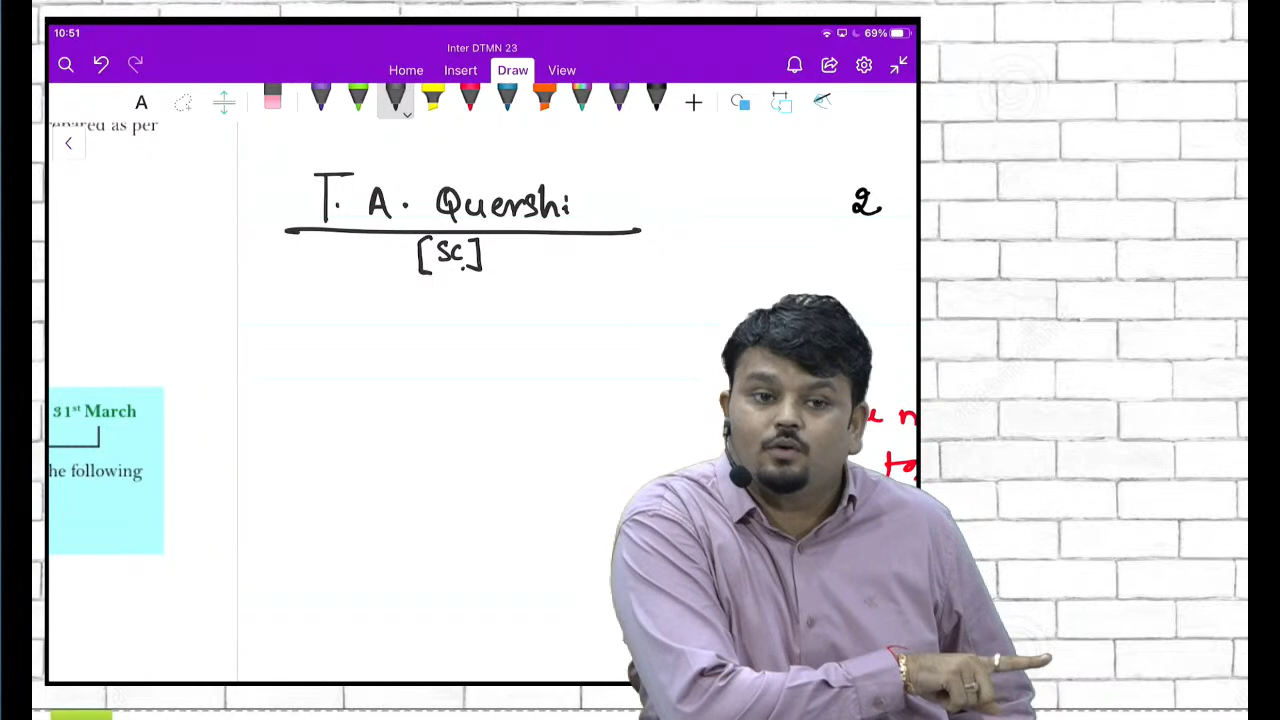 10:51
69%
Inter DTMN 23
Home Insert Draw View
A
epared as per
T. A. Quershi
2
[SC]
31st March
he following